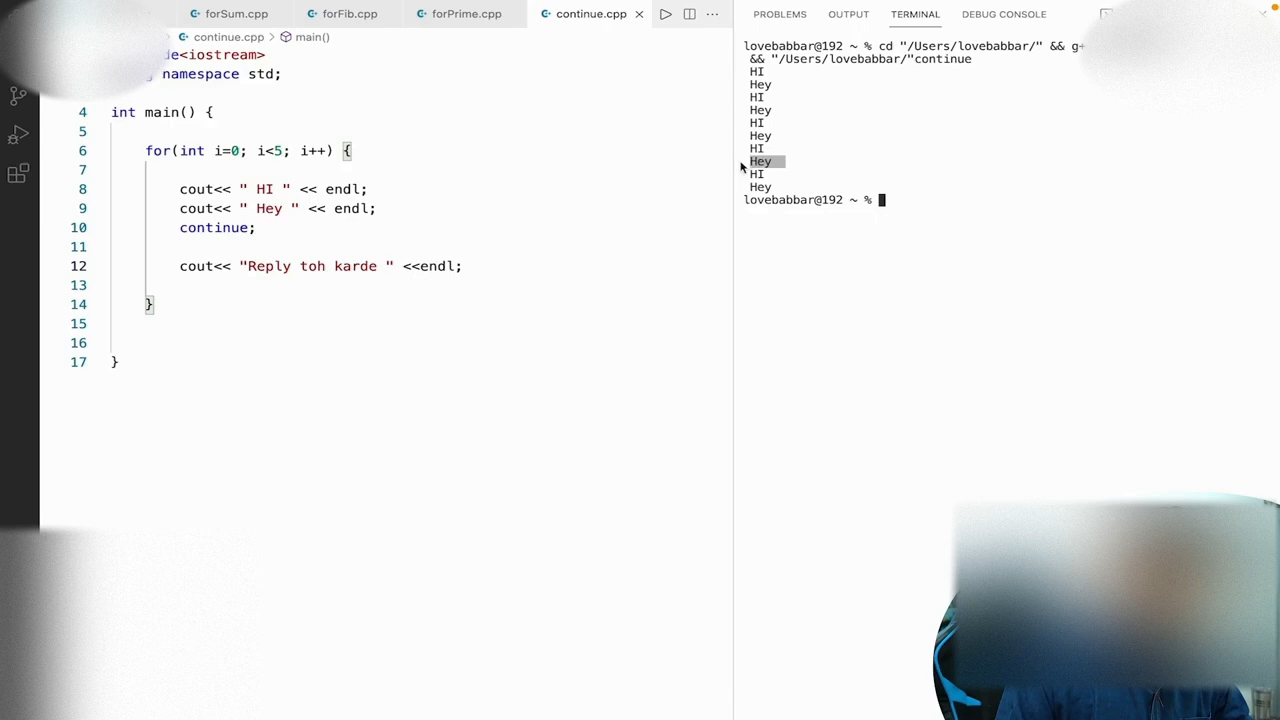 forSum.cpp forFib.cpp forPrime.cpp continue.cpp
continue.cpp > main()
de<iostream>
namespace std;
4 int main() {
5
6 for(int i=0; i<5; i++) {
7
8 cout<< " HI " << endl;
9 cout<< " Hey " << endl;
10 continue;
11
12 cout<< "Reply toh karde " <<endl;
13
14 }
15
16
17 }
PROBLEMS OUTPUT TERMINAL DEBUG CONSOLE
lovebabbar@192 ~ % cd "/Users/lovebabbar/" && g+
&& "/Users/lovebabbar/"continue
HI
Hey
HI
Hey
HI
Hey
HI
Hey
HI
Hey
lovebabbar@192 ~ %